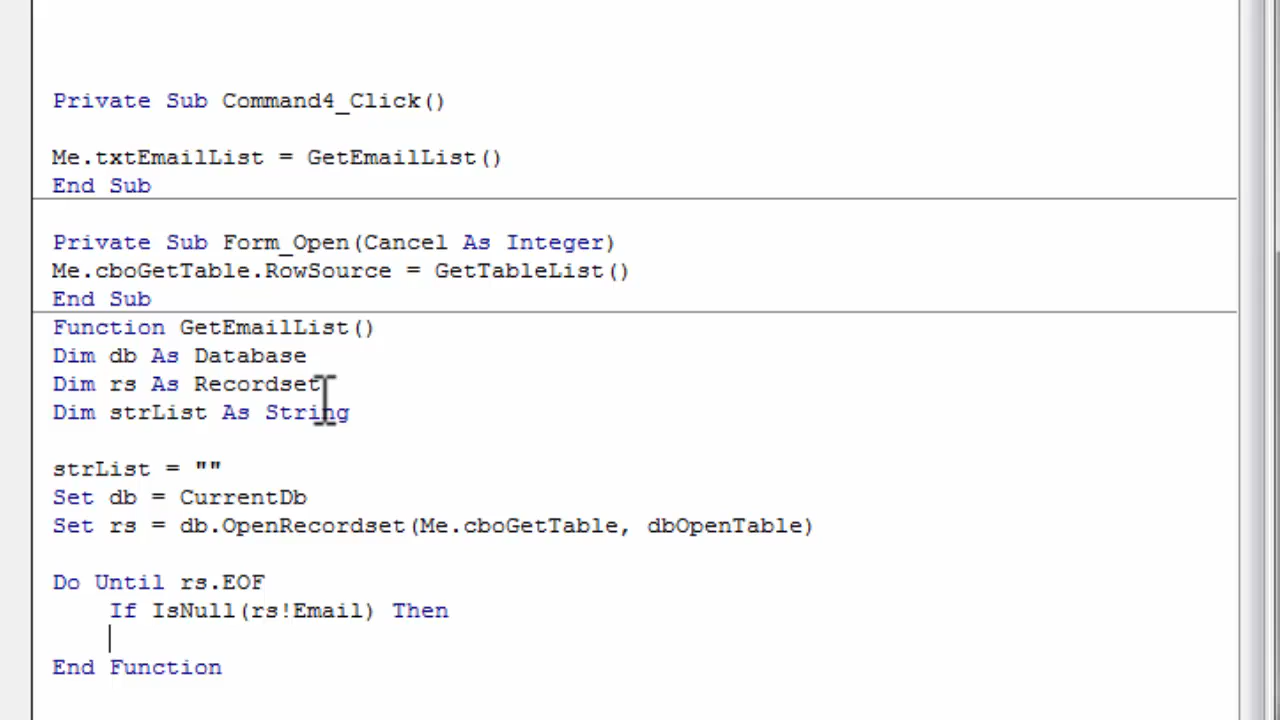 Private Sub Command4_Click()
Me.txtEmailList = GetEmailList()
End Sub
Private Sub Form_Open(Cancel As Integer)
Me.cboGetTable.RowSource = GetTableList()
End Sub
Function GetEmailList()
Dim db As Database
Dim rs As Recordset
Dim strList As String
strList = ""
Set db = CurrentDb
Set rs = db.OpenRecordset(Me.cboGetTable, dbOpenTable)
Do Until rs.EOF
If IsNull(rs!Email) Then
End Function